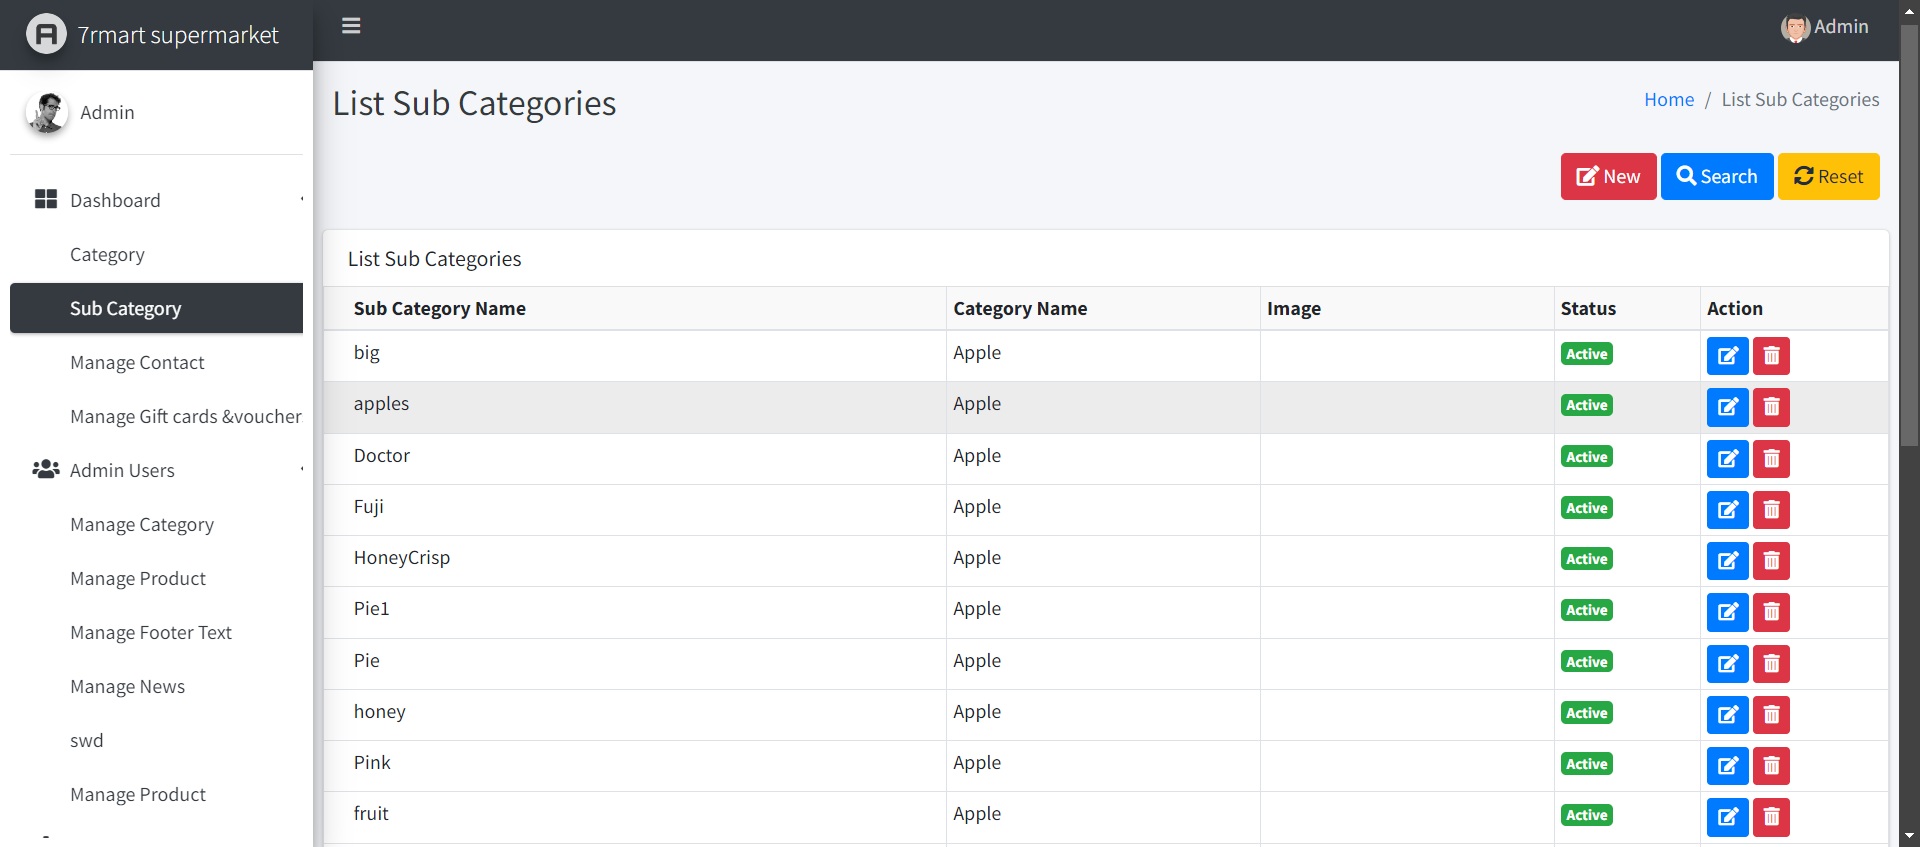 7rmart supermarket
Admin
Admin
Dashboard
Category
Sub Category
Manage Contact
Manage Gift cards &voucher
Admin Users
Manage Category
Manage Product
Manage Footer Text
Manage News
swd
Manage Product
List Sub Categories
Home / List Sub Categories
New Search Reset
List Sub Categories
Sub Category Name Category Name Image Status Action
big Apple Active
apples Apple Active
Doctor Apple Active
Fuji Apple Active
HoneyCrisp Apple Active
Pie1 Apple Active
Pie Apple Active
honey Apple Active
Pink Apple Active
fruit Apple Active